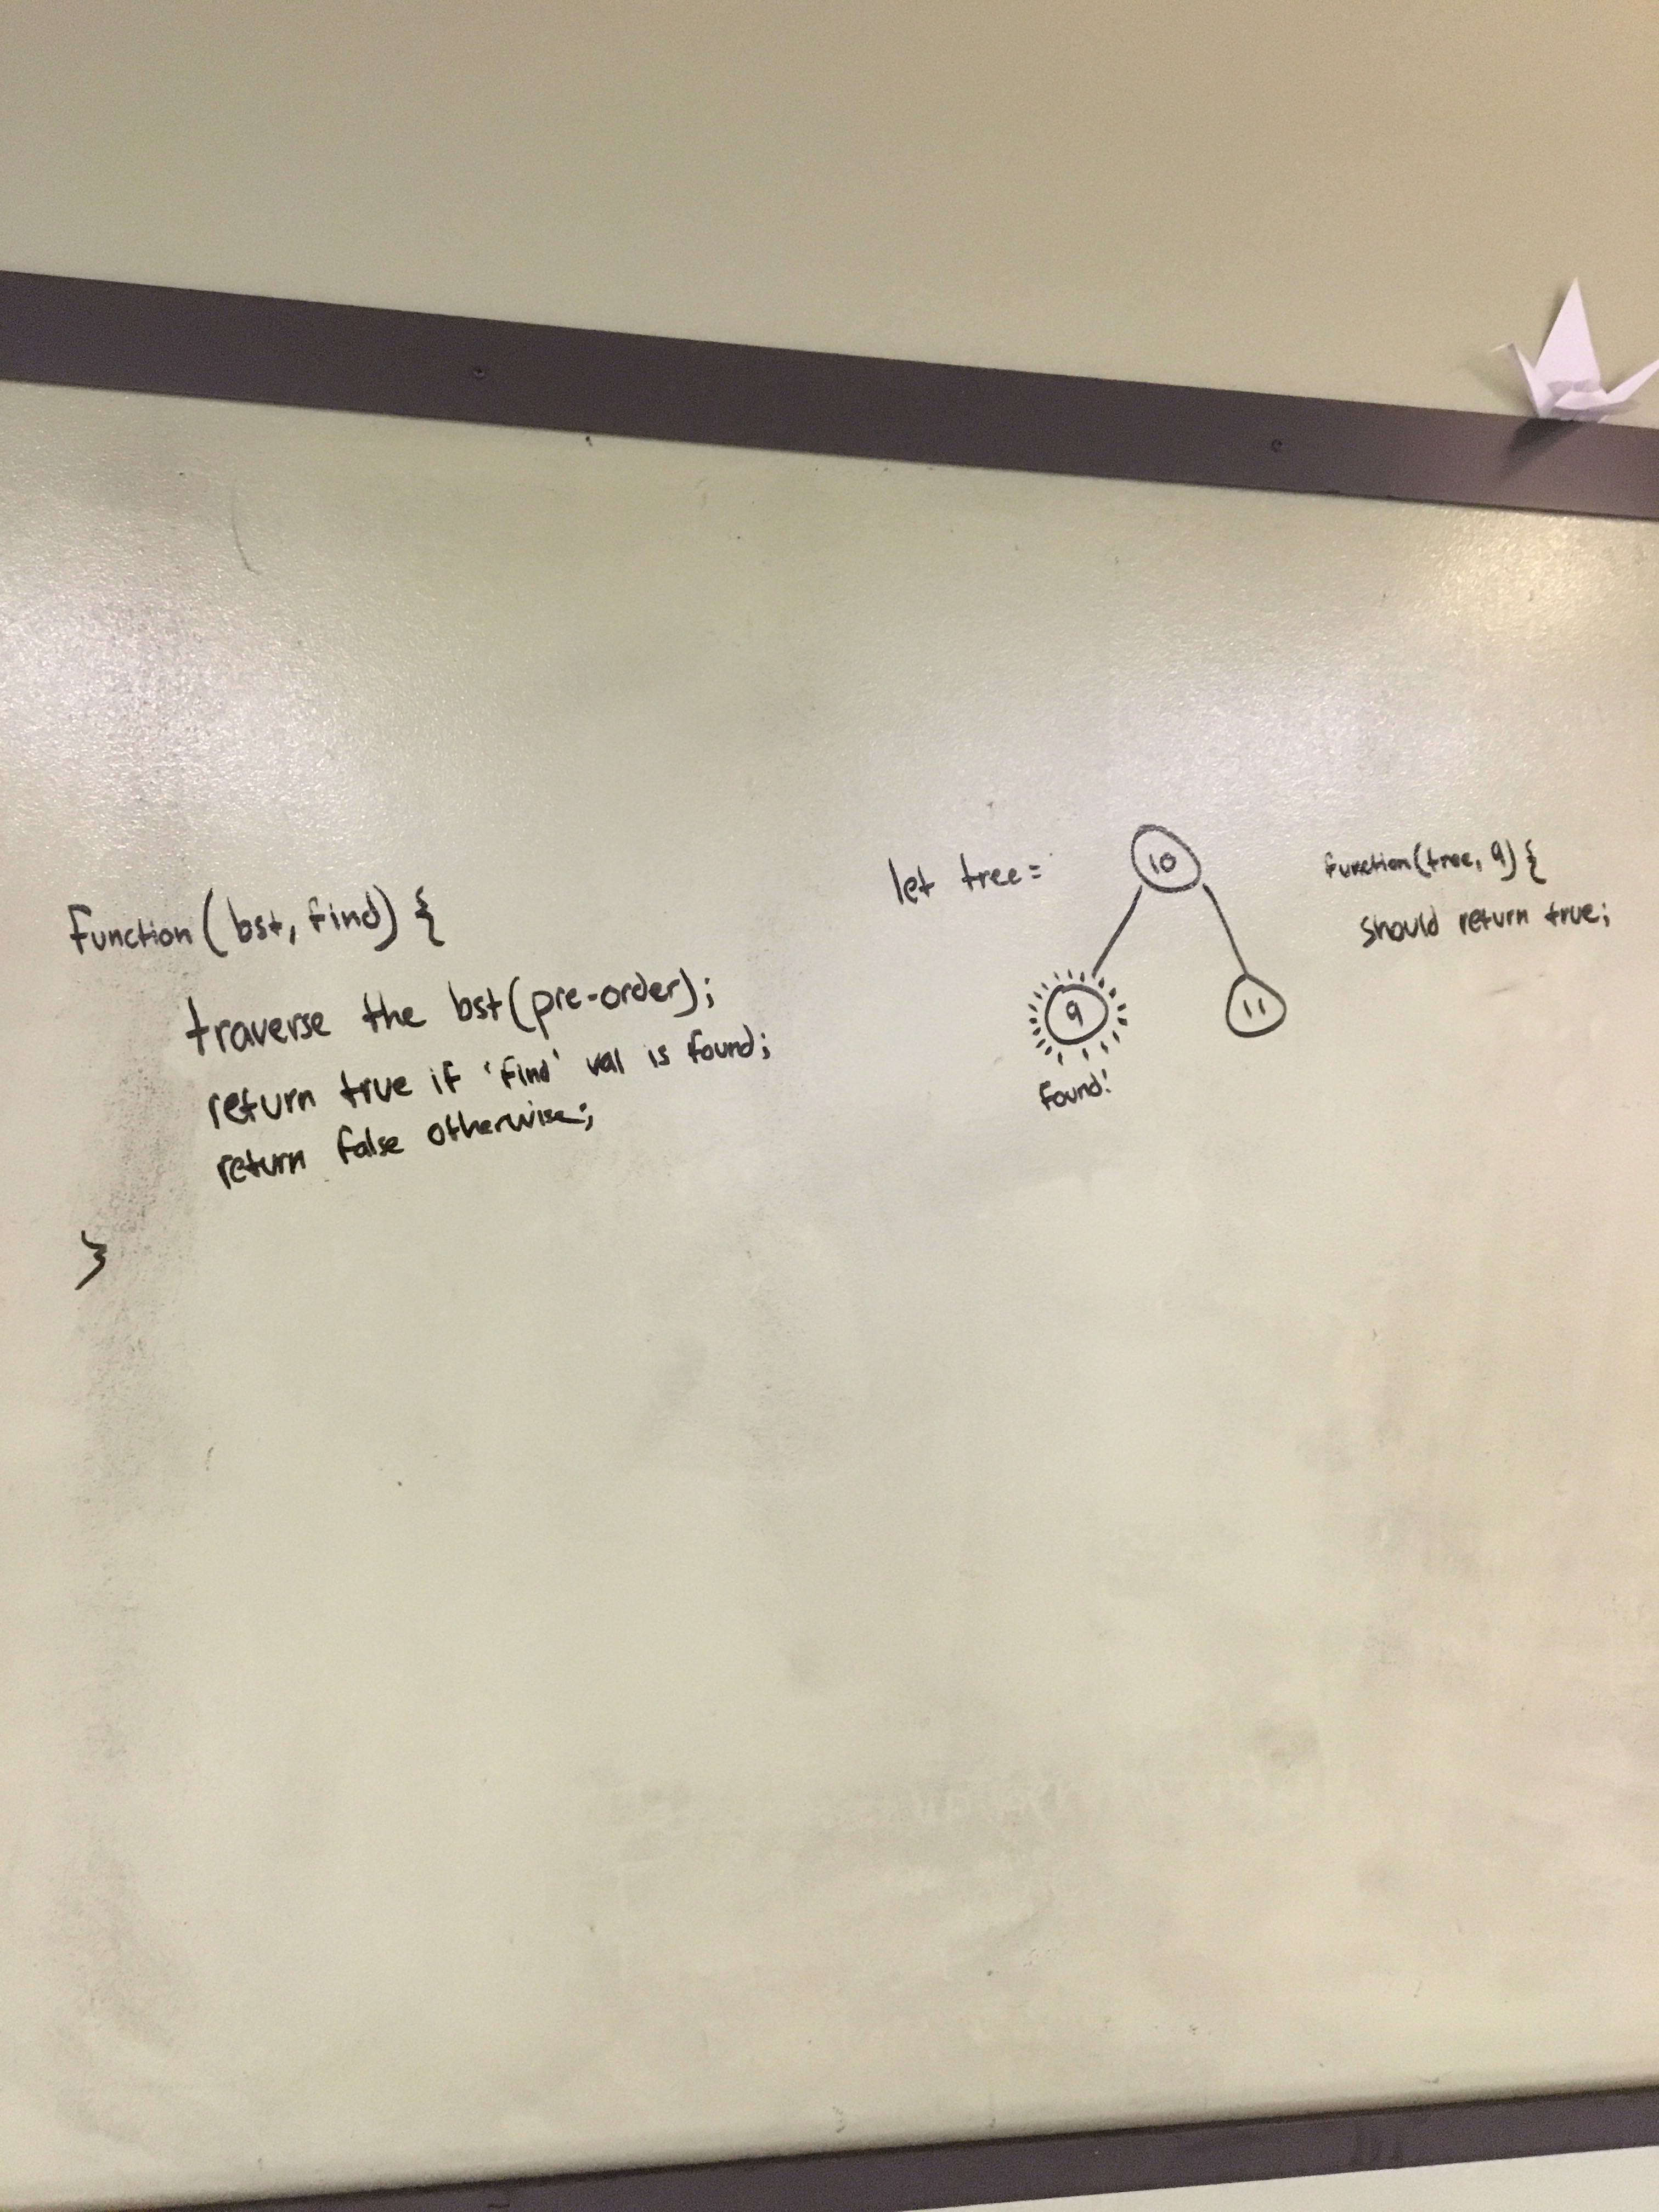 function(bst, find) {
traverse the bst(pre-order);
return true if 'find' val is found;
return false otherwise;
}
let tree =
10
9
11
found!
function(tree, 9) {
should return true;